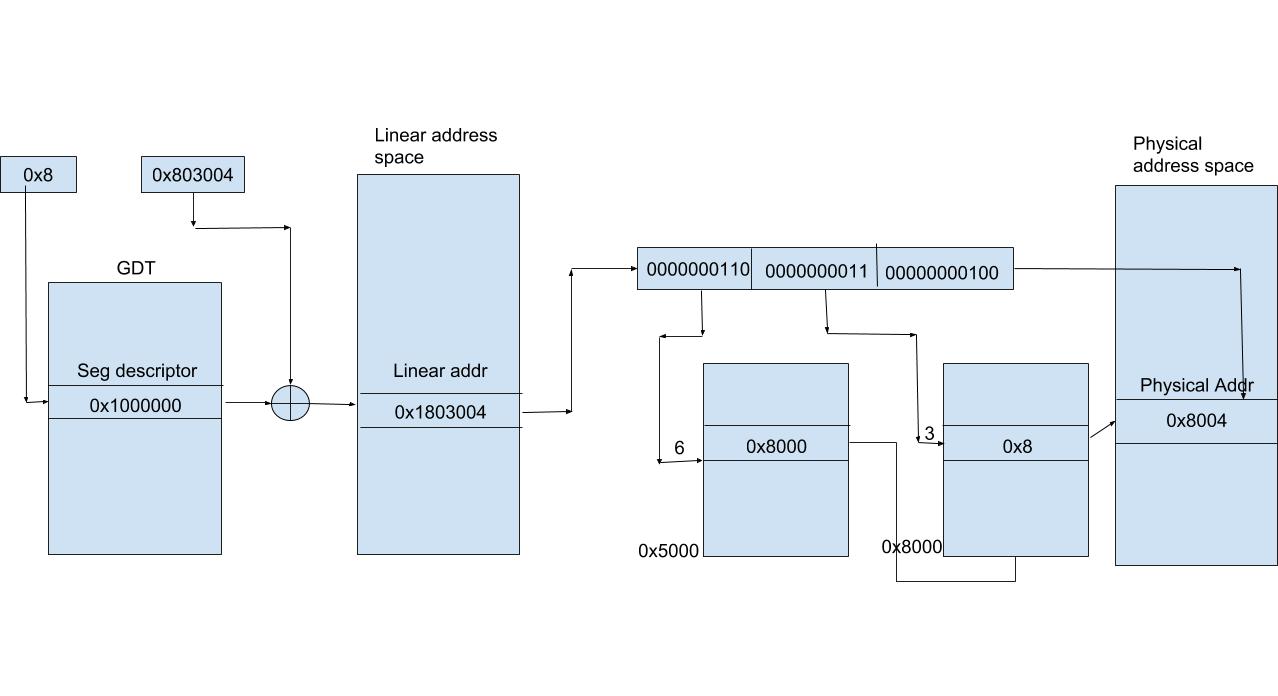 Linear address
space
Physical
address space
0x8
0x803004
GDT
0000000110
0000000011
00000000100
Seg descriptor
0x1000000
Linear addr
0x1803004
Physical Addr
0x8004
6
0x8000
3
0x8
0x5000
0x8000